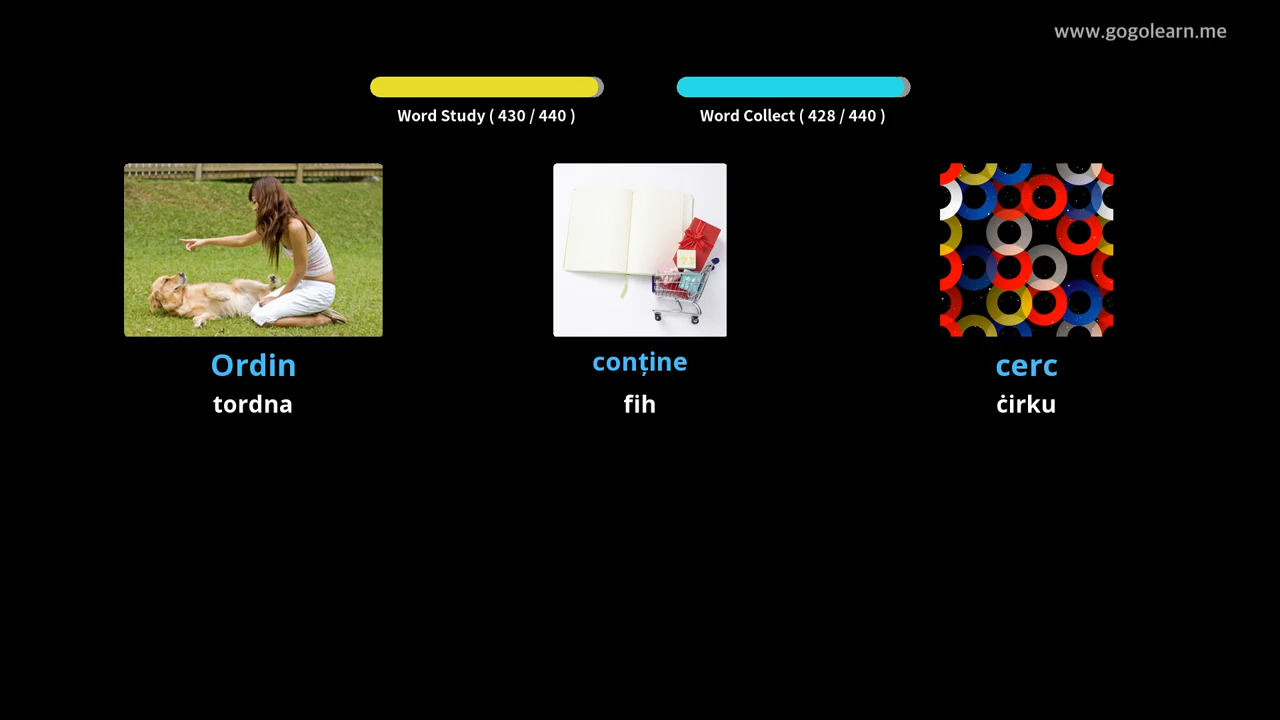 www.gogolearn.me
Word Study ( 430 / 440 )
Word Collect ( 428 / 440 )
Ordin
conține
cerc
tordna
fih
ċirku